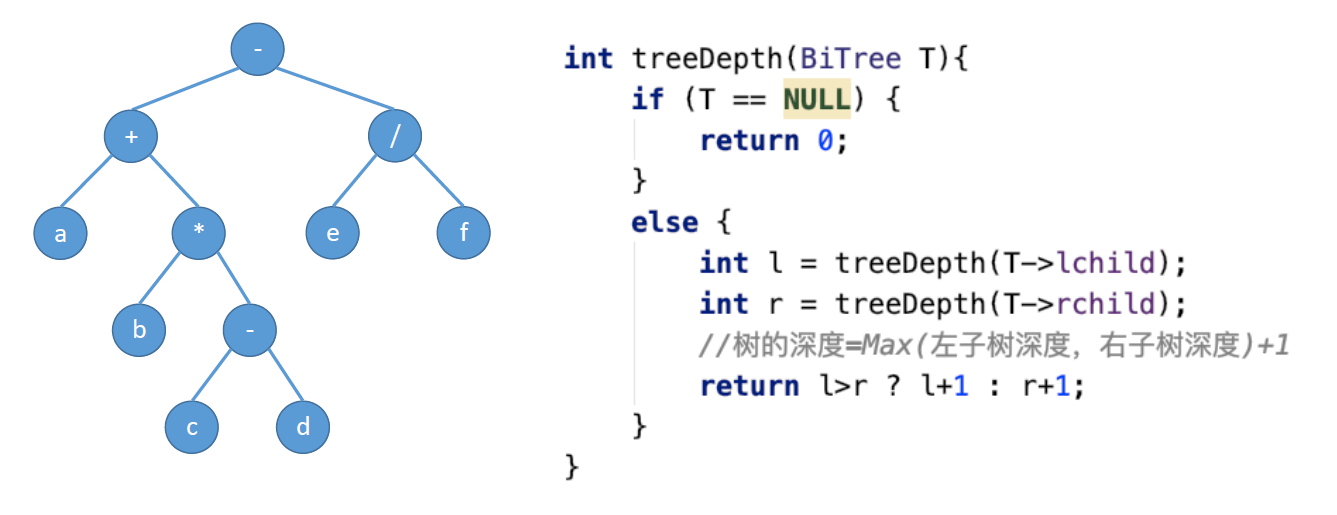 -
+ /
a * e f
b -
c d
int treeDepth(BiTree T){
if (T == NULL) {
return 0;
}
else {
int l = treeDepth(T->lchild);
int r = treeDepth(T->rchild);
//树的深度=Max(左子树深度，右子树深度)+1
return l>r ? l+1 : r+1;
}
}